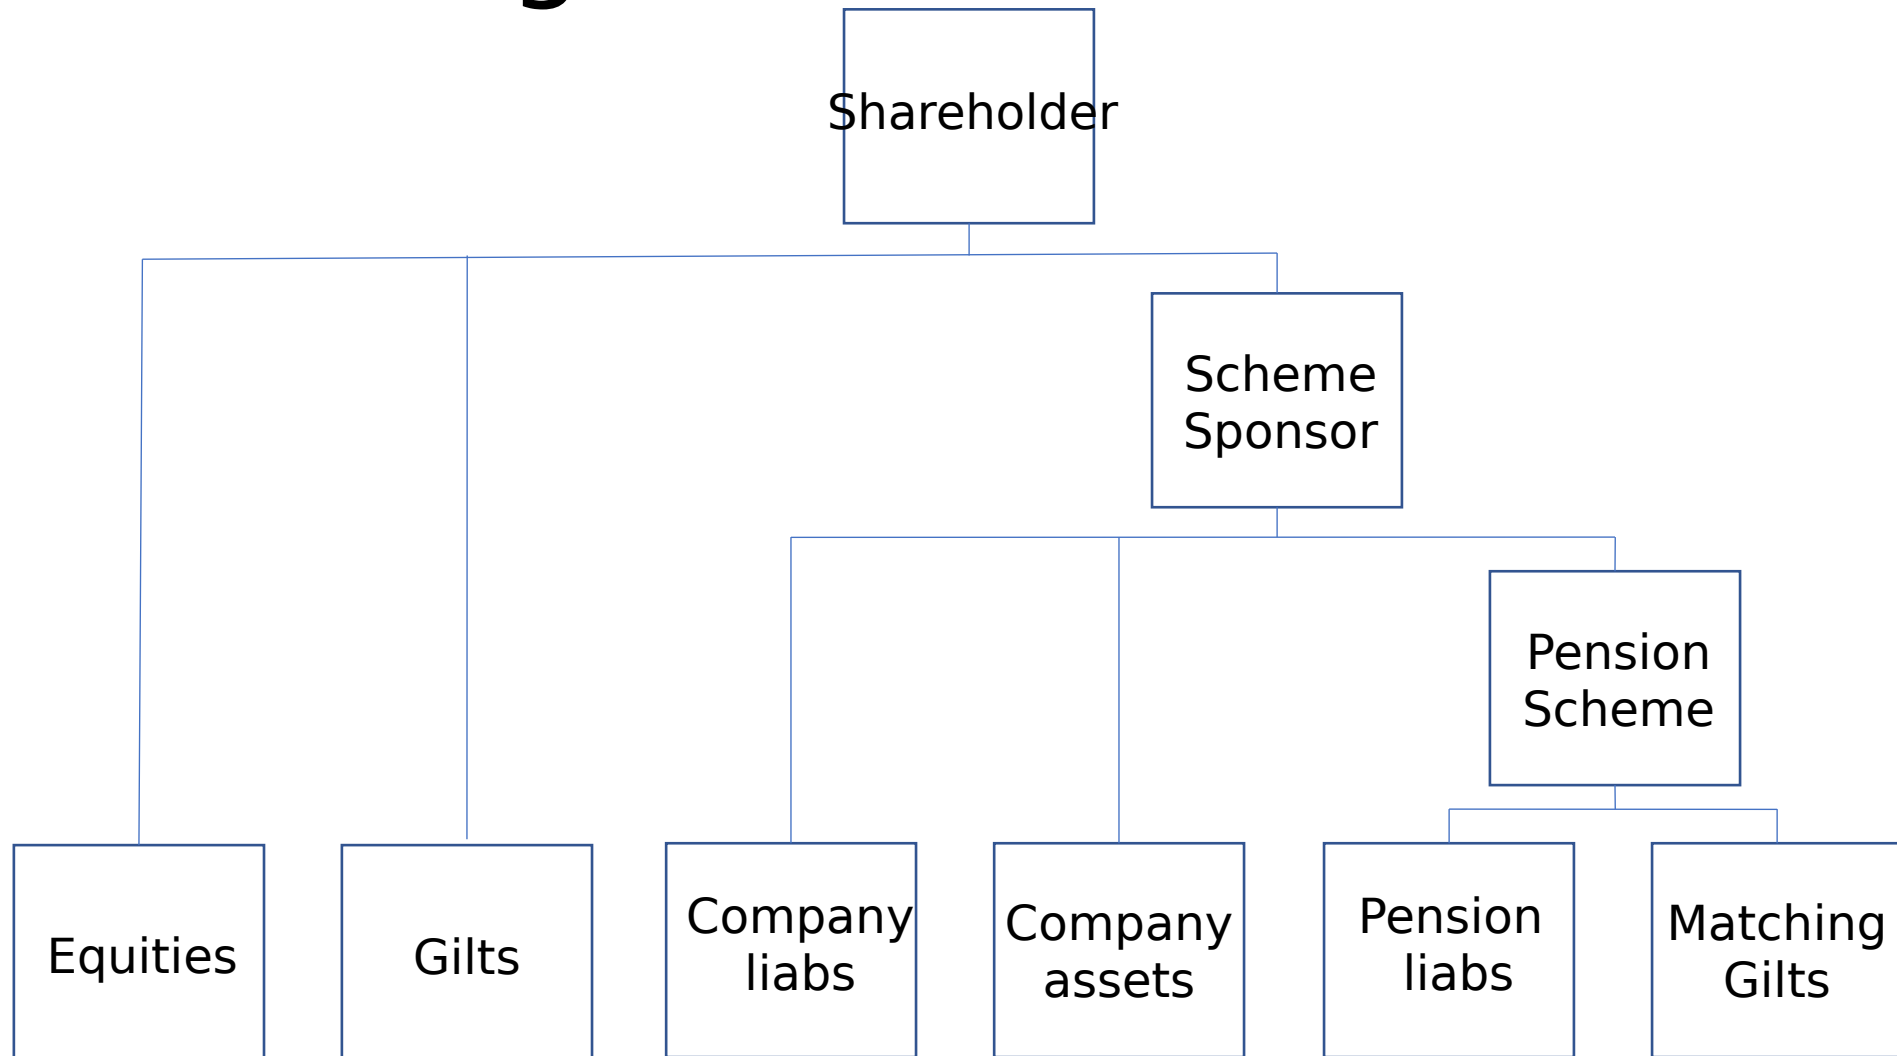 Shareholder
Scheme
Sponsor
Pension
Scheme
Equities
Gilts
Company
liabs
Company
assets
Pension
liabs
Matching
Gilts